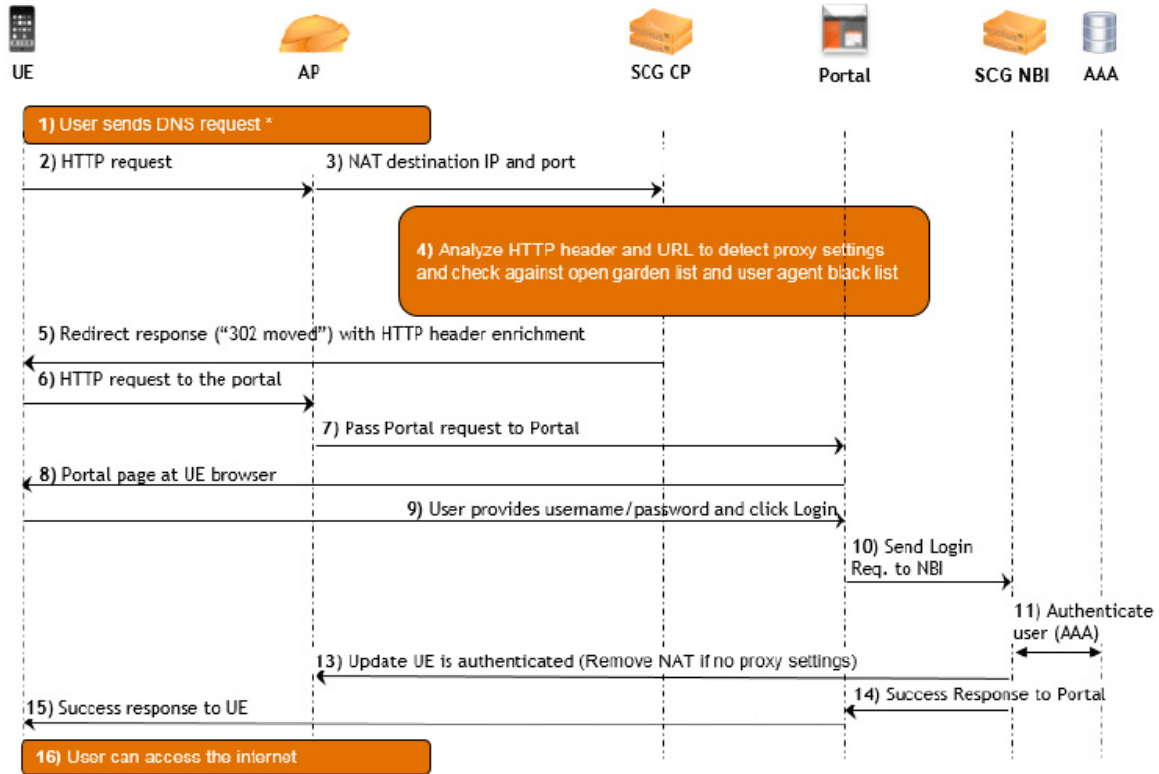 UE
AP
SCG CP
Portal
SCG NBI
AAA
1) User sends DNS request *
2) HTTP request
3) NAT destination IP and port
4) Analyze HTTP header and URL to detect proxy settings
and check against open garden list and user agent black list
5) Redirect response (“302 moved”) with HTTP header enrichment
6) HTTP request to the portal
7) Pass Portal request to Portal
8) Portal page at UE browser
9) User provides username/password and click Login
10) Send Login
Req. to NBI
11) Authenticate
user (AAA)
13) Update UE is authenticated (Remove NAT if no proxy settings)
14) Success Response to Portal
15) Success response to UE
16) User can access the internet